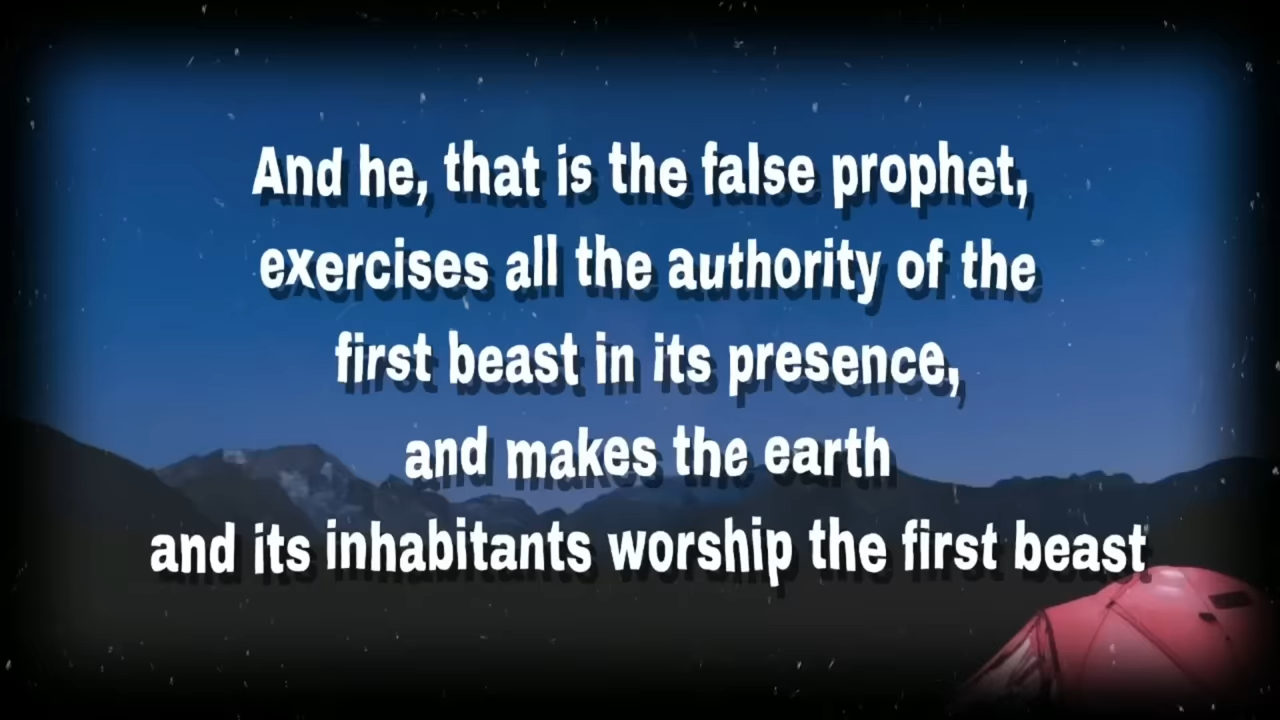 And he, that is the false prophet,
exercises all the authority of the
first beast in its presence,
and makes the earth
and its inhabitants worship the first beast